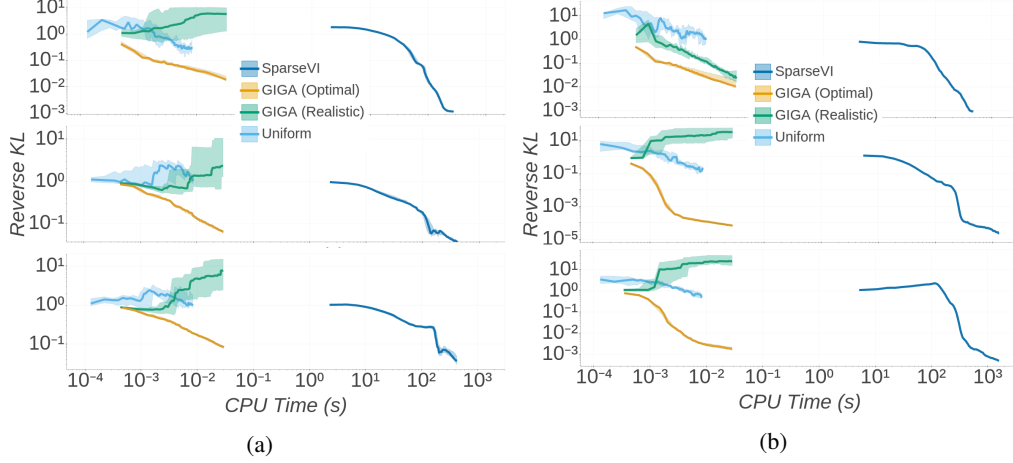 10¹
10⁰
10⁻¹
10⁻²
10⁻³
10¹
10⁰
10⁻¹
10¹
10⁰
10⁻¹
Reverse KL
SparseVI
GIGA (Optimal)
GIGA (Realistic)
Uniform
10⁻⁴ 10⁻³ 10⁻² 10⁻¹ 10⁰ 10¹ 10² 10³
CPU Time (s)
(a)
10¹
10⁰
10⁻¹
10⁻²
10⁻³
10¹
10⁻¹
10⁻³
10⁻⁵
10¹
10⁰
10⁻¹
10⁻²
10⁻³
Reverse KL
SparseVI
GIGA (Optimal)
GIGA (Realistic)
Uniform
10⁻⁴ 10⁻³ 10⁻² 10⁻¹ 10⁰ 10¹ 10² 10³
CPU Time (s)
(b)